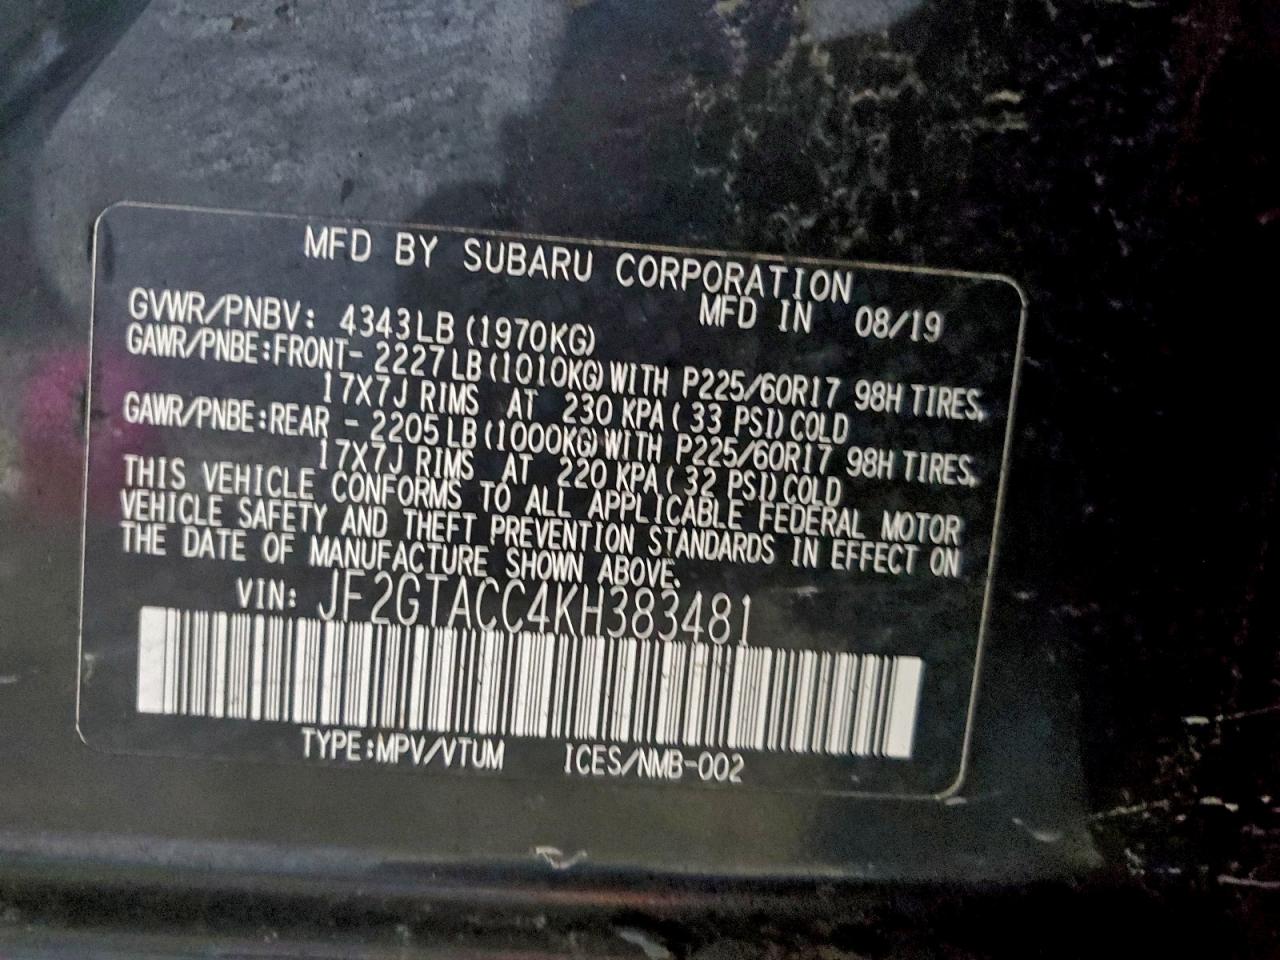 MFD BY SUBARU CORPORATION
MFD IN 08/19
GVWR/PNBV: 4343LB (1970KG)
GAWR/PNBE:FRONT- 2227LB (1010KG) WITH P225/60R17 98H TIRES,
17X7J RIMS AT 230 KPA ( 33 PSI) COLD
GAWR/PNBE:REAR - 2205LB (1000KG) WITH P225/60R17 98H TIRES,
17X7J RIMS AT 220 KPA ( 32 PSI) COLD
THIS VEHICLE CONFORMS TO ALL APPLICABLE FEDERAL MOTOR
VEHICLE SAFETY AND THEFT PREVENTION STANDARDS IN EFFECT ON
THE DATE OF MANUFACTURE SHOWN ABOVE.
VIN: JF2GTACC4KH383481
TYPE:MPV/VTUM ICES/NMB-002